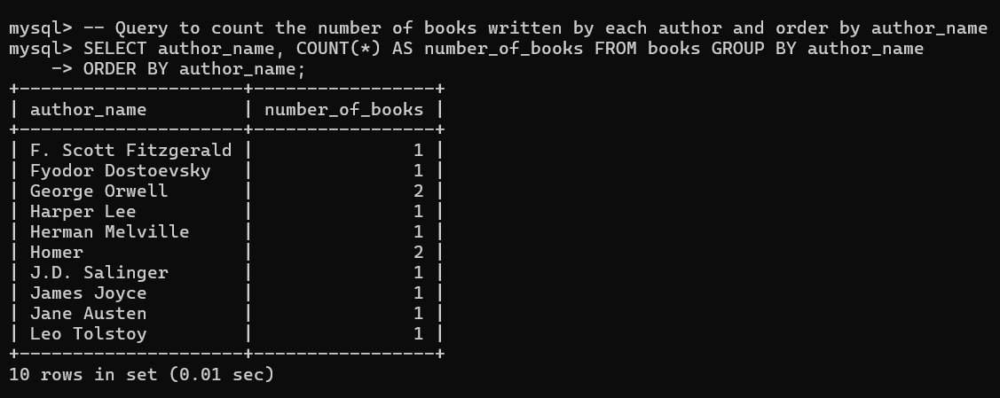 mysql> -- Query to count the number of books written by each author and order by author_name
mysql> SELECT author_name, COUNT(*) AS number_of_books FROM books GROUP BY author_name
    -> ORDER BY author_name;
+---------------------+-----------------+
| author_name         | number_of_books |
+---------------------+-----------------+
| F. Scott Fitzgerald |               1 |
| Fyodor Dostoevsky   |               1 |
| George Orwell       |               2 |
| Harper Lee          |               1 |
| Herman Melville     |               1 |
| Homer               |               2 |
| J.D. Salinger       |               1 |
| James Joyce         |               1 |
| Jane Austen         |               1 |
| Leo Tolstoy         |               1 |
+---------------------+-----------------+
10 rows in set (0.01 sec)